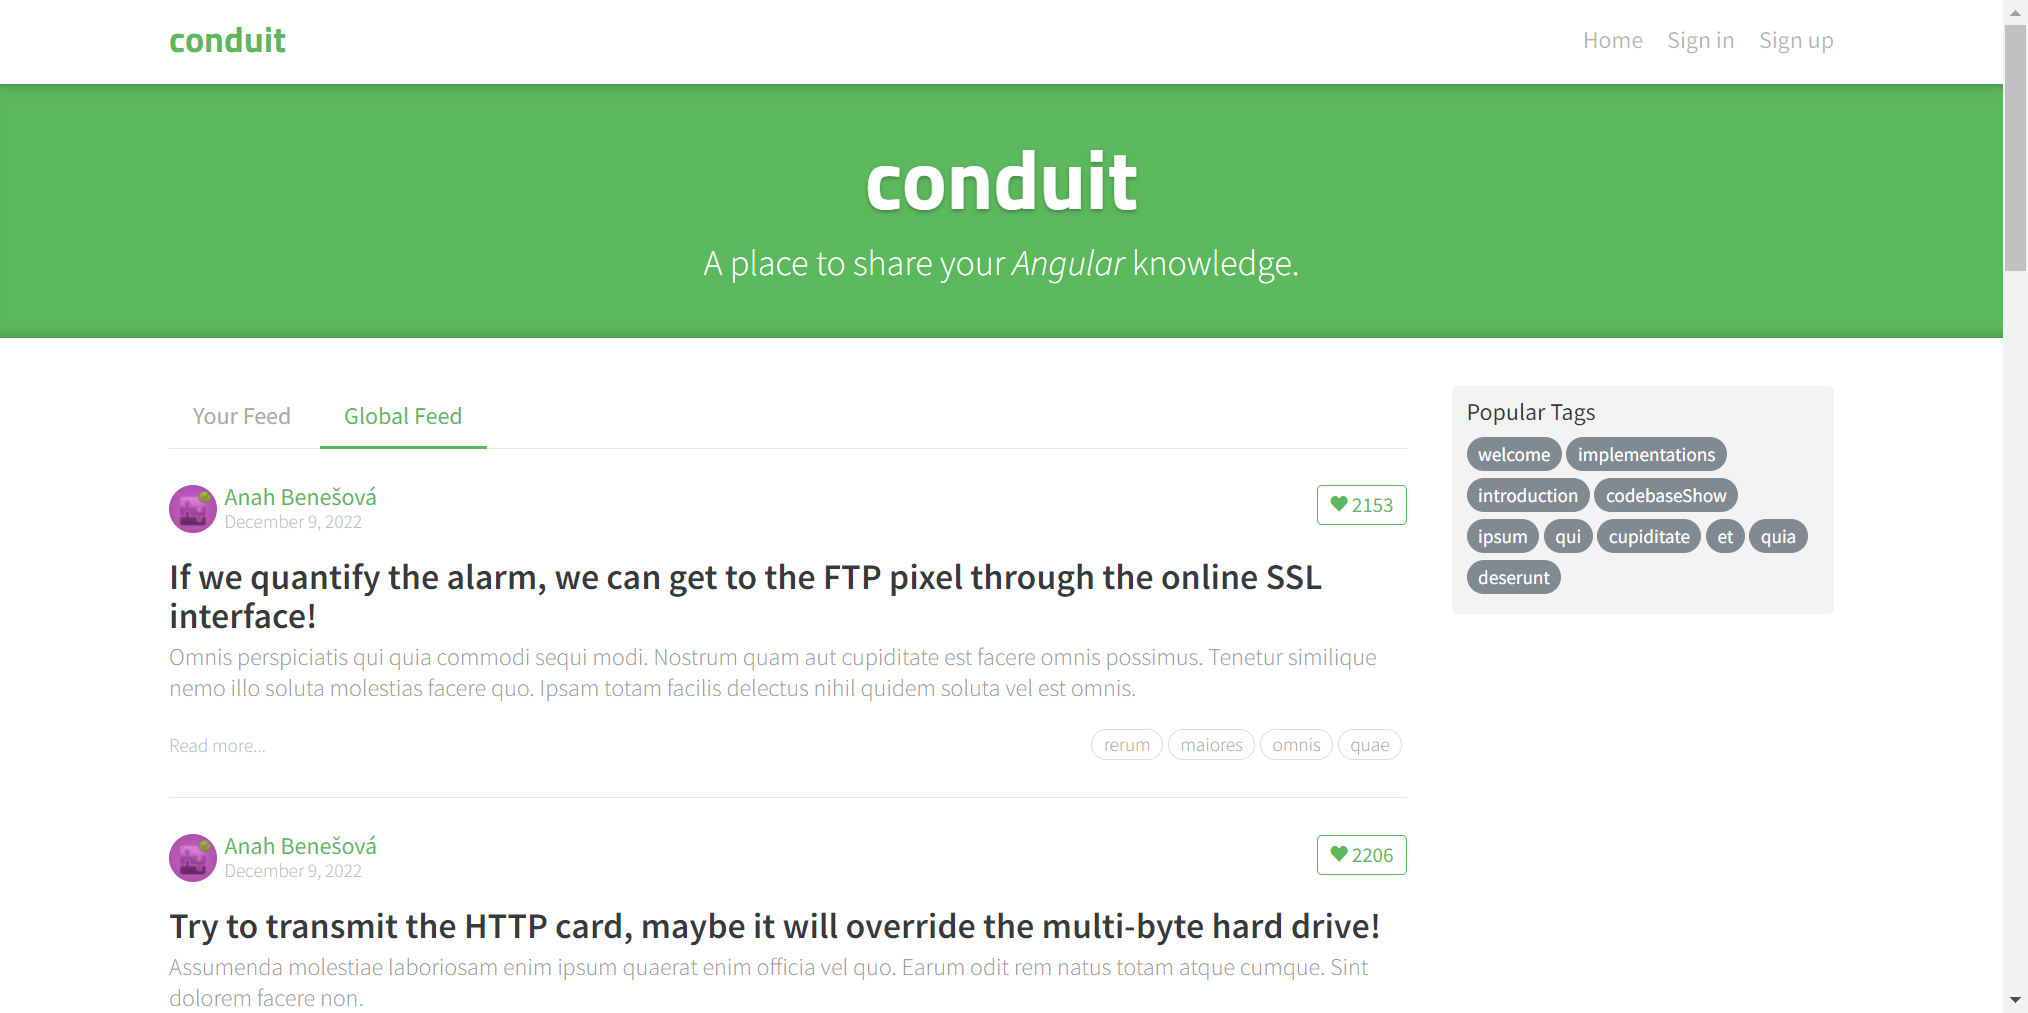 conduit
Home Sign in Sign up
conduit
A place to share your Angular knowledge.
Your Feed Global Feed
Anah Benešová
December 9, 2022
2153
If we quantify the alarm, we can get to the FTP pixel through the online SSL
interface!
Omnis perspiciatis qui quia commodi sequi modi. Nostrum quam aut cupiditate est facere omnis possimus. Tenetur similique
nemo illo soluta molestias facere quo. Ipsam totam facilis delectus nihil quidem soluta vel est omnis.
Read more...
rerum maiores omnis quae
Anah Benešová
December 9, 2022
2206
Try to transmit the HTTP card, maybe it will override the multi-byte hard drive!
Assumenda molestiae laboriosam enim ipsum quaerat enim officia vel quo. Earum odit rem natus totam atque cumque. Sint
dolorem facere non.
Popular Tags
welcome implementations
introduction codebaseShow
ipsum qui cupiditate et quia
deserunt